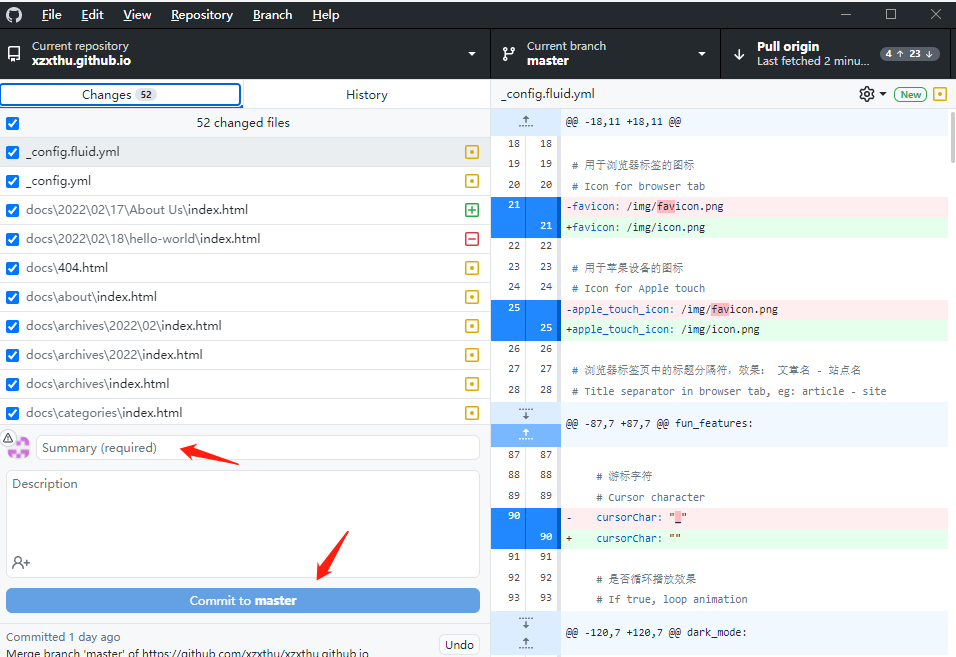 File Edit View Repository Branch Help
Current repository
xzxthu.github.io
Current branch
master
Pull origin
Last fetched 2 minu...
4 ↑ 23 ↓
Changes 52
History
52 changed files
_config.fluid.yml
_config.yml
docs\2022\02\17\About Us\index.html
docs\2022\02\18\hello-world\index.html
docs\404.html
docs\about\index.html
docs\archives\2022\02\index.html
docs\archives\2022\index.html
docs\archives\index.html
docs\categories\index.html
Summary (required)
Description
Commit to master
Committed 1 day ago
Merge branch 'master' of https://github.com/xzxthu/xzxthu.github.io
Undo
_config.fluid.yml
New
@@ -18,11 +18,11 @@
18 18
19 19 # 用于浏览器标签的图标
20 20 # Icon for browser tab
21 -favicon: /img/favicon.png
21 +favicon: /img/icon.png
22 22
23 23 # 用于苹果设备的图标
24 24 # Icon for Apple touch
25 -apple_touch_icon: /img/favicon.png
25 +apple_touch_icon: /img/icon.png
26 26
27 27 # 浏览器标签页中的标题分隔符，效果： 文章名 - 站点名
28 28 # Title separator in browser tab, eg: article - site
@@ -87,7 +87,7 @@ fun_features:
87 87
88 88 # 游标字符
89 89 # Cursor character
90 - cursorChar: "_"
90 + cursorChar: ""
91 91
92 92 # 是否循环播放效果
93 93 # If true, loop animation
@@ -120,7 +120,7 @@ dark_mode: